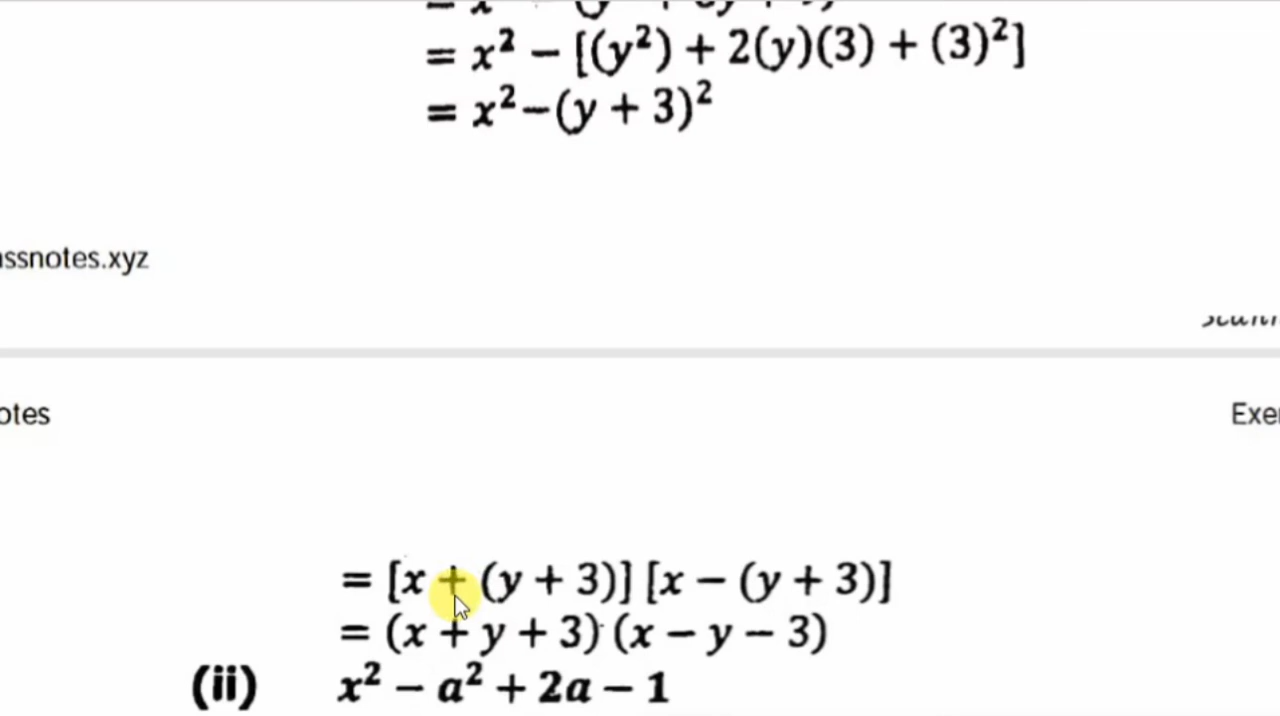 = x² − [(y²) + 2(y)(3) + (3)²]
= x²−(y + 3)²
ssnotes.xyz
otes
= [x + (y + 3)] [x − (y + 3)]
= (x + y + 3) (x − y − 3)
(ii) x² − a² + 2a − 1